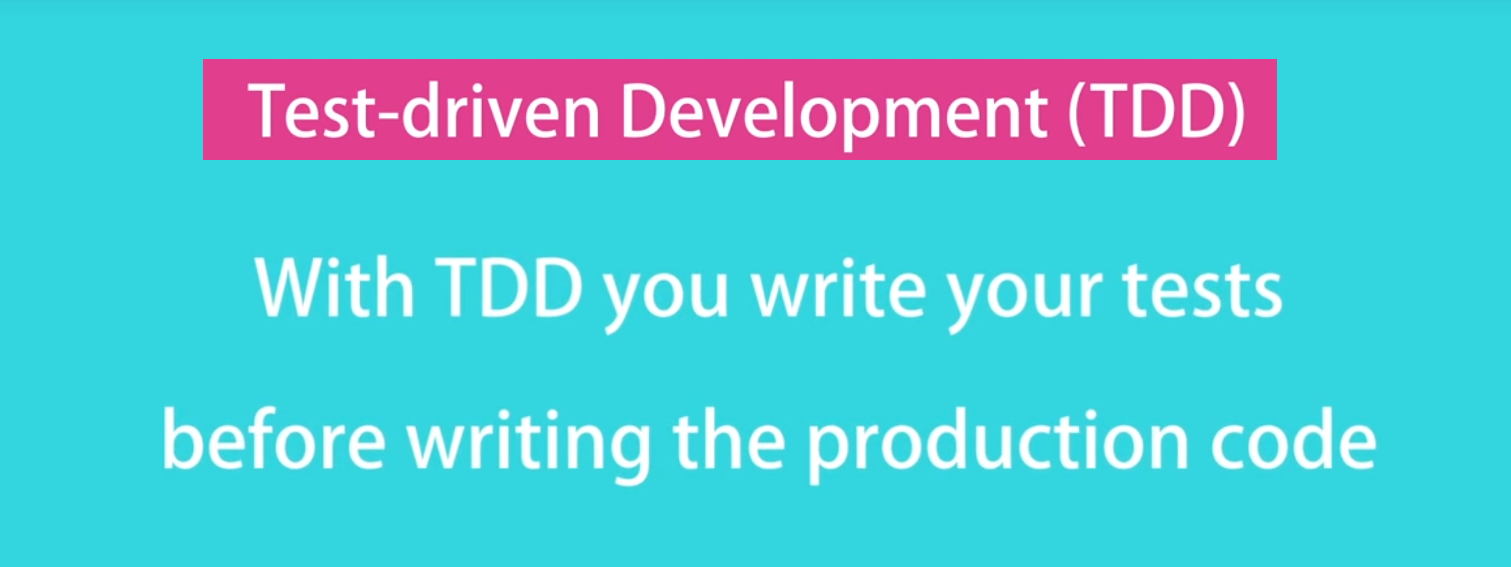 Test-driven Development (TDD)
With TDD you write your tests
before writing the production code